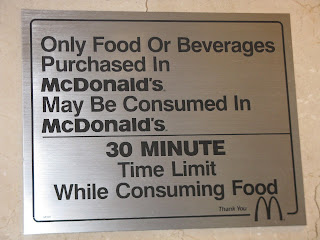 Only Food Or Beverages
Purchased In
McDonald's
May Be Consumed In
McDonald's
30 MINUTE
Time Limit
While Consuming Food
Thank You